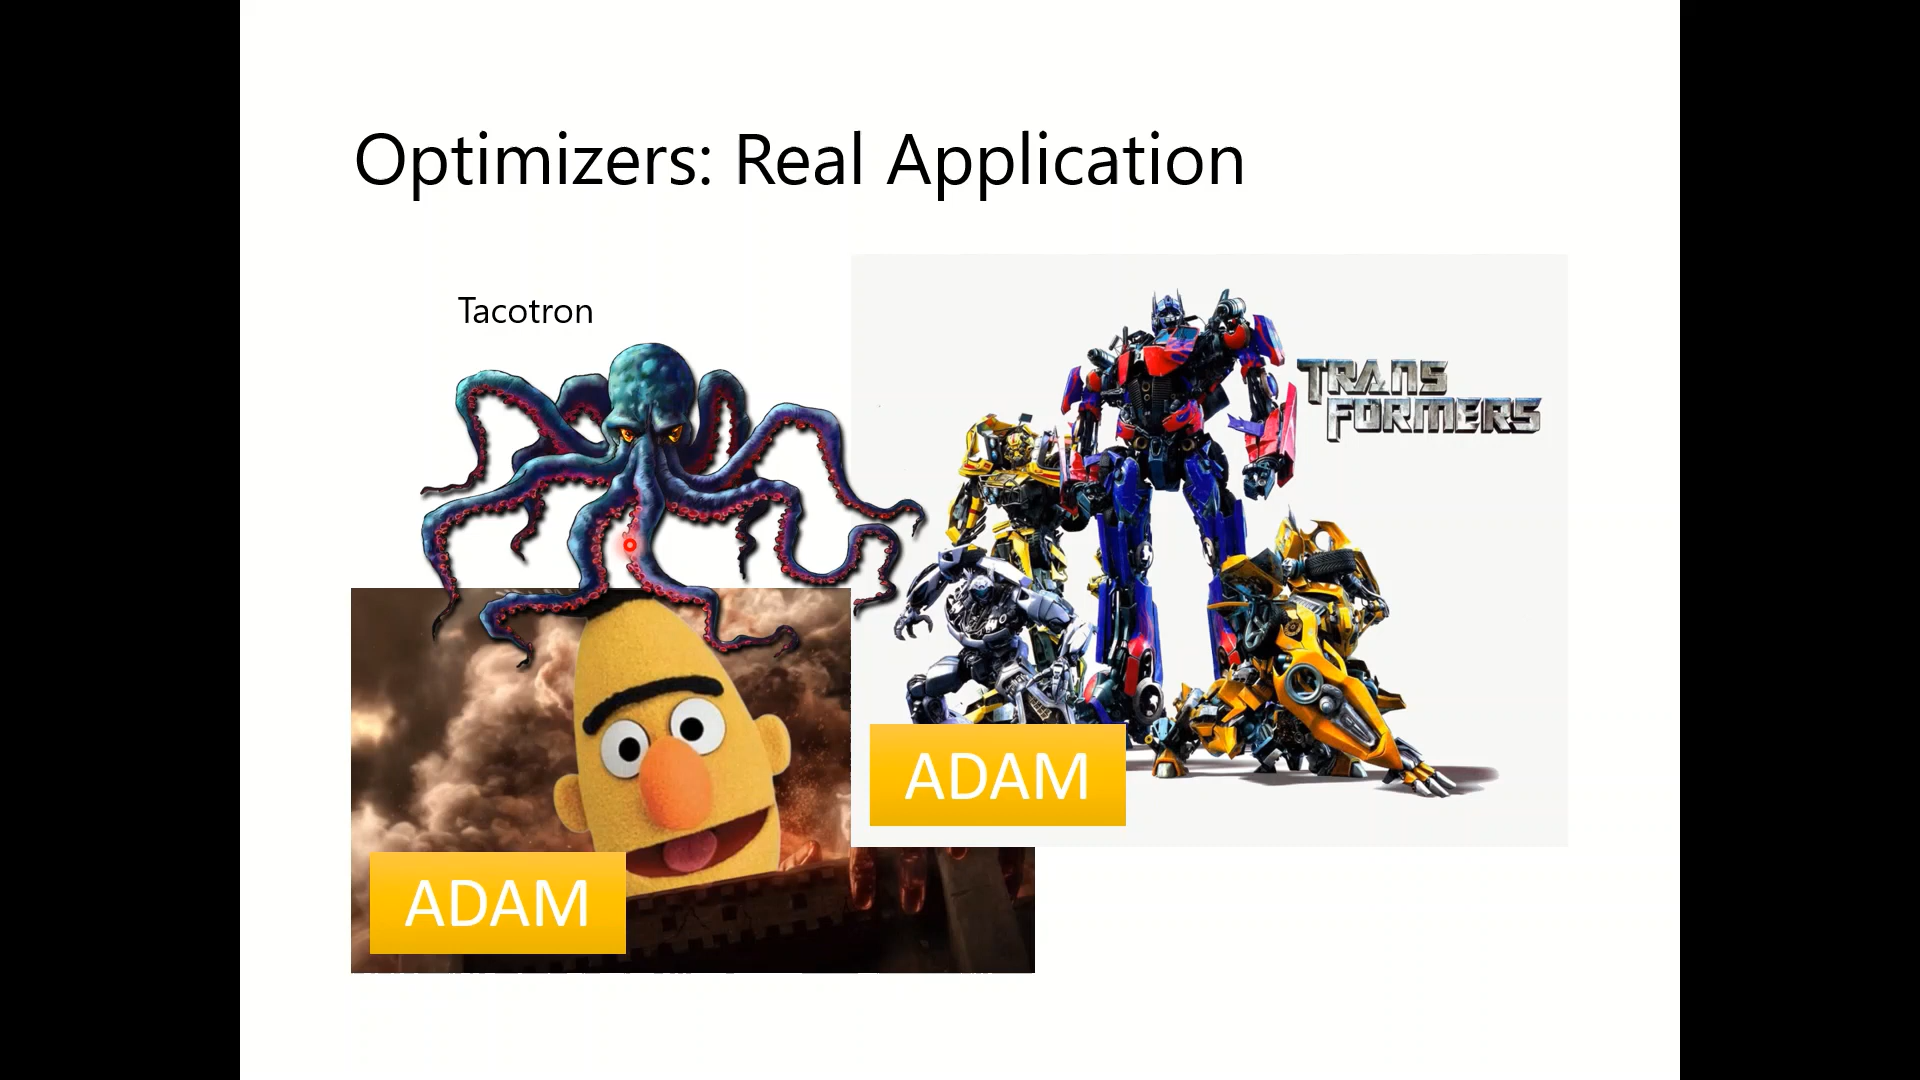 Optimizers: Real Application
Tacotron
TRANS
FORMERS
ADAM
ADAM